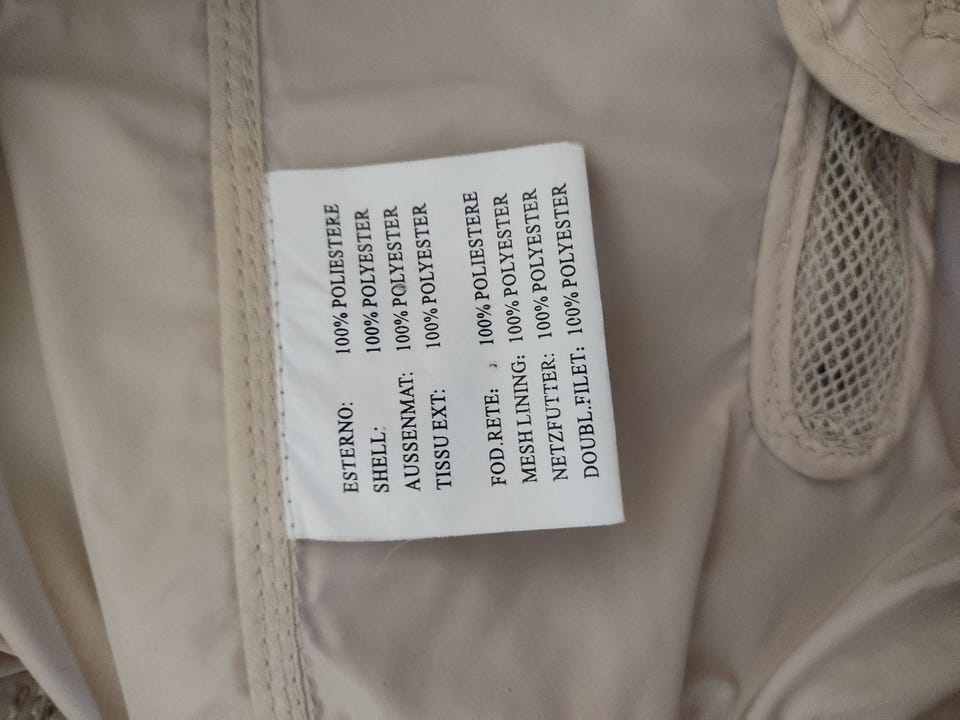 ESTERNO: 100% POLIESTERE
SHELL: 100% POLYESTER
AUSSENMAT: 100% POLYESTER
TISSU EXT: 100% POLYESTER
FOD.RETE: 100% POLIESTERE
MESH LINING: 100% POLYESTER
NETZFUTTER: 100% POLYESTER
DOUBL.FILET: 100% POLYESTER